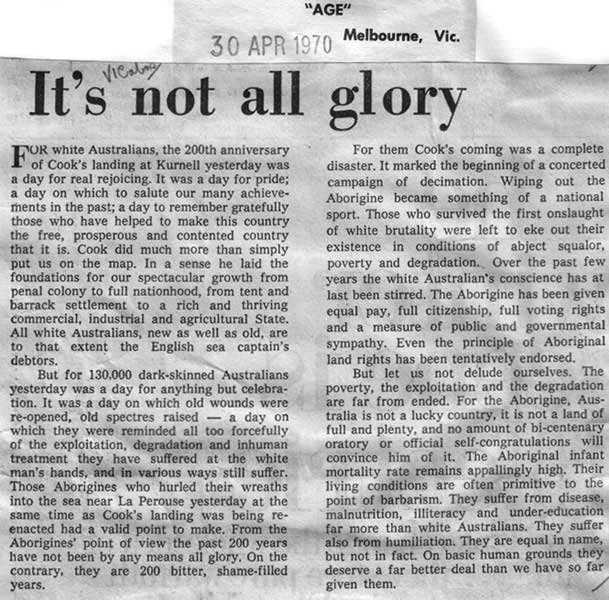 "AGE"
30 APR 1970 Melbourne, Vic.
It's not all glory
FOR white Australians, the 200th anniversary
of Cook's landing at Kurnell yesterday was
a day for real rejoicing. It was a day for pride;
a day on which to salute our many achieve-
ments in the past; a day to remember gratefully
those who have helped to make this country
the free, prosperous and contented country
that it is. Cook did much more than simply
put us on the map. In a sense he laid the
foundations for our spectacular growth from
penal colony to full nationhood, from tent and
barrack settlement to a rich and thriving
commercial, industrial and agricultural State.
All white Australians, new as well as old, are
to that extent the English sea captain's
debtors.
But for 130,000 dark-skinned Australians
yesterday was a day for anything but celebra-
tion. It was a day on which old wounds were
re-opened, old spectres raised — a day on
which they were reminded all too forcefully
of the exploitation, degradation and inhuman
treatment they have suffered at the white
man's hands, and in various ways still suffer.
Those Aborigines who hurled their wreaths
into the sea near La Perouse yesterday at the
same time as Cook's landing was being re-
enacted had a valid point to make. From the
Aborigines' point of view the past 200 years
have not been by any means all glory. On the
contrary, they are 200 bitter, shame-filled
years.
For them Cook's coming was a complete
disaster. It marked the beginning of a concerted
campaign of decimation. Wiping out the
Aborigine became something of a national
sport. Those who survived the first onslaught
of white brutality were left to eke out their
existence in conditions of abject squalor,
poverty and degradation. Over the past few
years the white Australian's conscience has at
last been stirred. The Aborigine has been given
equal pay, full citizenship, full voting rights
and a measure of public and governmental
sympathy. Even the principle of Aboriginal
land rights has been tentatively endorsed.
But let us not delude ourselves. The
poverty, the exploitation and the degradation
are far from ended. For the Aborigine, Aus-
tralia is not a lucky country, it is not a land of
full and plenty, and no amount of bi-centenary
oratory or official self-congratulations will
convince him of it. The Aboriginal infant
mortality rate remains appallingly high. Their
living conditions are often primitive to the
point of barbarism. They suffer from disease,
malnutrition, illiteracy and under-education
far more than white Australians. They suffer
also from humiliation. They are equal in name,
but not in fact. On basic human grounds they
deserve a far better deal than we have so far
given them.